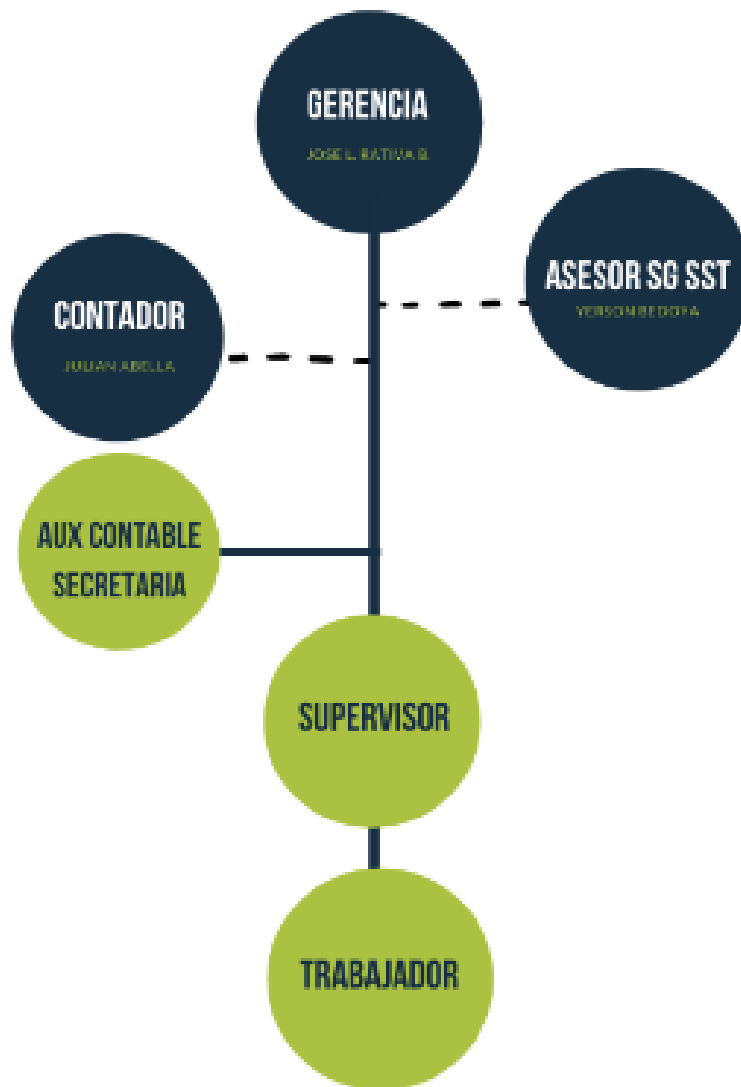 GERENCIA
JOSE L. RATIVA B.
ASESOR SG SST
YERSON BEDOYA
CONTADOR
JULIAN ABELLA
AUX CONTABLE
SECRETARIA
SUPERVISOR
TRABAJADOR